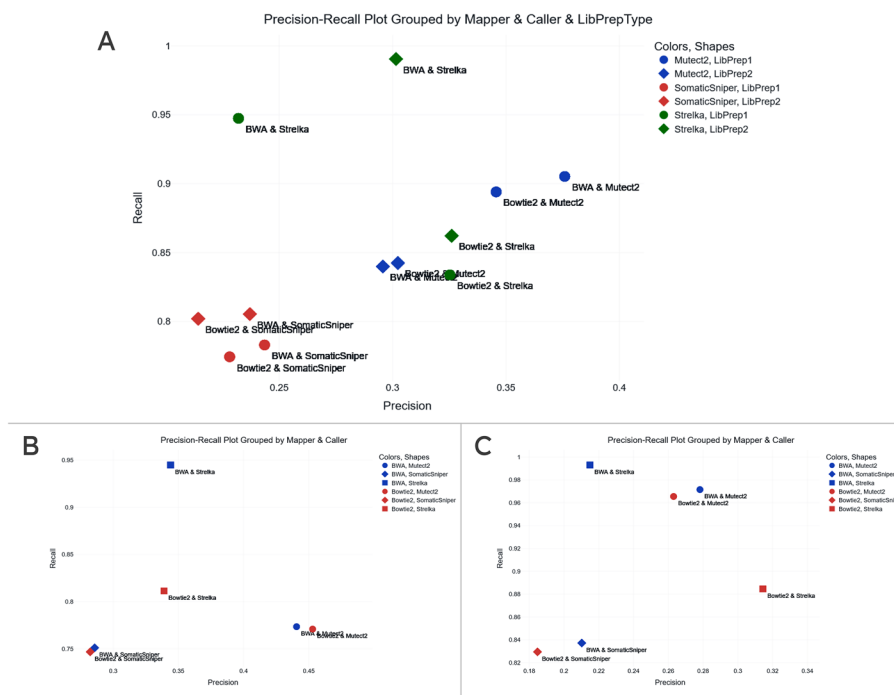 Precision-Recall Plot Grouped by Mapper & Caller & LibPrepType
A
Colors, Shapes
Mutect2, LibPrep1
Mutect2, LibPrep2
SomaticSniper, LibPrep1
SomaticSniper, LibPrep2
Strelka, LibPrep1
Strelka, LibPrep2
1
0.95
0.9
0.85
0.8
Recall
BWA & Strelka
BWA & Strelka
BWA & Mutect2
Bowtie2 & Mutect2
Bowtie2 & Strelka
Bowtie2 & Mutect2
BWA & Mutect2
Bowtie2 & Strelka
BWA & SomaticSniper
Bowtie2 & SomaticSniper
BWA & SomaticSniper
Bowtie2 & SomaticSniper
0.25
0.3
0.35
0.4
Precision
B
Precision-Recall Plot Grouped by Mapper & Caller
Colors, Shapes
BWA, Mutect2
BWA, SomaticSniper
BWA, Strelka
Bowtie2, Mutect2
Bowtie2, SomaticSniper
Bowtie2, Strelka
0.95
0.9
0.85
0.8
0.75
Recall
BWA & Strelka
Bowtie2 & Strelka
BWA & Mutect2
Bowtie2 & Mutect2
BWA & SomaticSniper
Bowtie2 & SomaticSniper
0.3
0.35
0.4
0.45
Precision
C
Precision-Recall Plot Grouped by Mapper & Caller
Colors, Shapes
BWA, Mutect2
BWA, SomaticSniper
BWA, Strelka
Bowtie2, Mutect2
Bowtie2, SomaticSnip
Bowtie2, Strelka
1
0.98
0.96
0.94
0.92
0.9
0.88
0.86
0.84
0.82
Recall
BWA & Strelka
BWA & Mutect2
Bowtie2 & Mutect2
Bowtie2 & Strelka
BWA & SomaticSniper
Bowtie2 & SomaticSniper
0.18
0.2
0.22
0.24
0.26
0.28
0.3
0.32
0.34
Precision